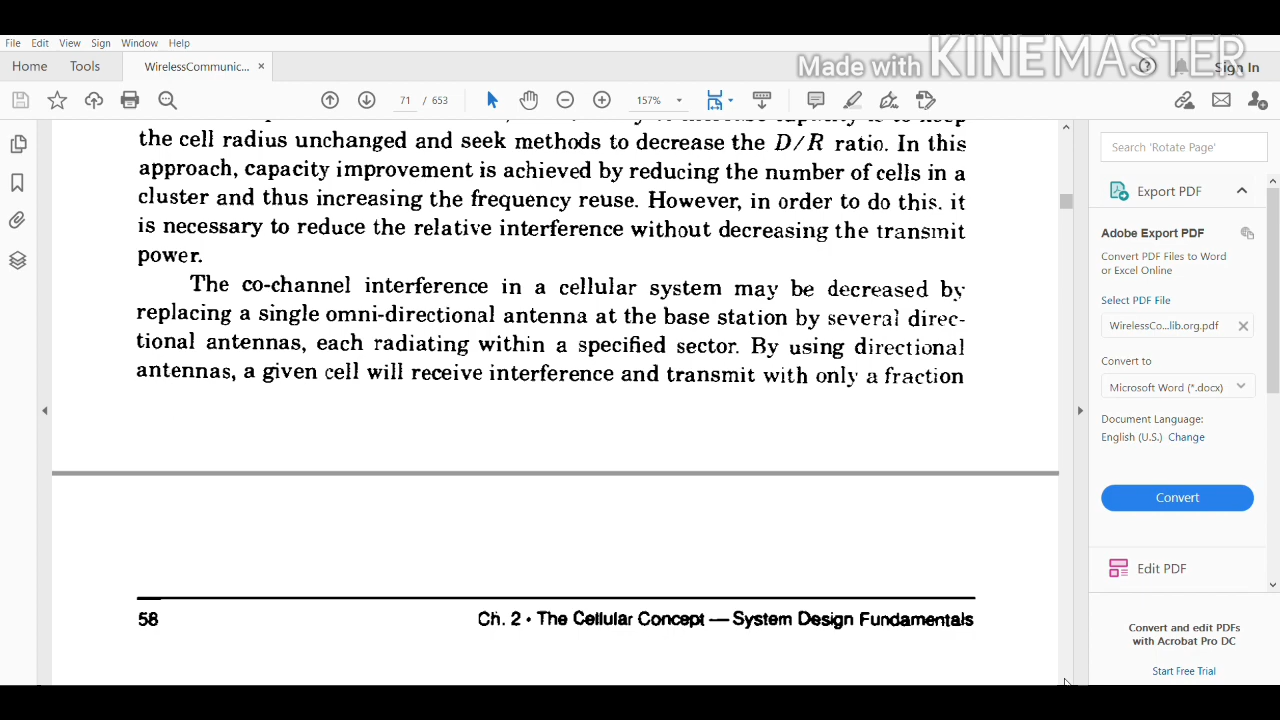 File Edit View Sign Window Help
Made with KINEMASTER
Home Tools WirelessCommunic... × Sign In
71 / 653 157%
the cell radius unchanged and seek methods to decrease the D/R ratio. In this
approach, capacity improvement is achieved by reducing the number of cells in a
cluster and thus increasing the frequency reuse. However, in order to do this. it
is necessary to reduce the relative interference without decreasing the transmit
power.
The co-channel interference in a cellular system may be decreased by
replacing a single omni-directional antenna at the base station by several direc-
tional antennas, each radiating within a specified sector. By using directional
antennas, a given cell will receive interference and transmit with only a fraction
58 Ch. 2 • The Cellular Concept — System Design Fundamentals
Search 'Rotate Page'
Export PDF
Adobe Export PDF
Convert PDF Files to Word
or Excel Online
Select PDF File
WirelessCo...lib.org.pdf ×
Convert to
Microsoft Word (*.docx)
Document Language:
English (U.S.) Change
Convert
Edit PDF
Convert and edit PDFs
with Acrobat Pro DC
Start Free Trial